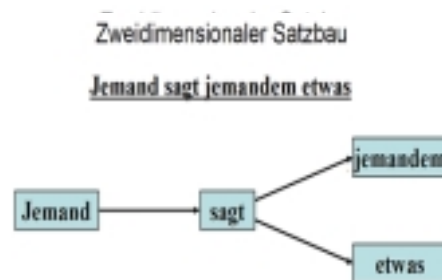 Zweidimensionaler Satzbau
Jemand sagt jemandem etwas
jemandem
Jemand
sagt
etwas